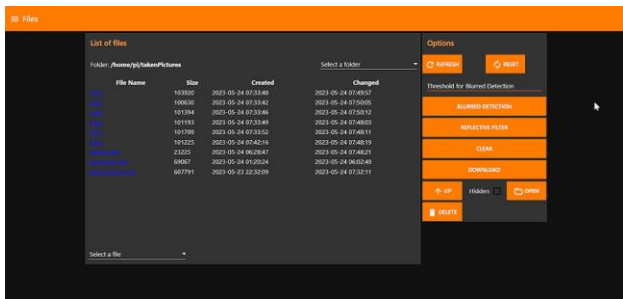 Files
List of files
Folder: /home/pi/takenPictures
Select a folder
File Name Size Created Changed
103920 2023-05-24 07:33:40 2023-05-24 07:49:57
100630 2023-05-24 07:33:42 2023-05-24 07:50:05
101394 2023-05-24 07:33:46 2023-05-24 07:50:12
101193 2023-05-24 07:33:49 2023-05-24 07:48:03
101709 2023-05-24 07:33:52 2023-05-24 07:48:11
101225 2023-05-24 07:42:16 2023-05-24 07:48:19
23225 2023-05-24 06:28:47 2023-05-24 07:48:21
69067 2023-05-24 01:20:24 2023-05-24 06:02:49
607791 2023-05-23 22:32:09 2023-05-24 07:32:11
Select a file
Options
REFRESH RESET
Threshold for Blurred Detection
BLURRED DETECTION
REFLECTIVE FILTER
CLEAR
DOWNLOAD
UP Hidden OPEN
DELETE